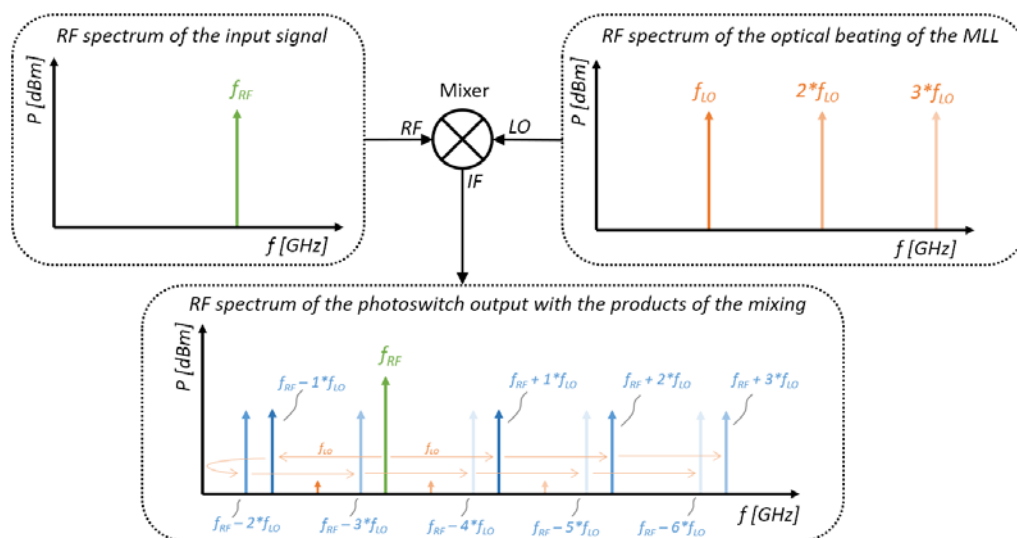 RF spectrum of the input signal
P [dBm]
f_RF
f [GHz]
Mixer
RF
LO
IF
RF spectrum of the optical beating of the MLL
P [dBm]
f_LO
2*f_LO
3*f_LO
f [GHz]
RF spectrum of the photoswitch output with the products of the mixing
P [dBm]
f_RF
f_RF – 1*f_LO
f_RF + 1*f_LO
f_RF + 2*f_LO
f_RF + 3*f_LO
f_LO
f_LO
f_RF – 2*f_LO
f_RF – 3*f_LO
f_RF – 4*f_LO
f_RF – 5*f_LO
f_RF – 6*f_LO
f [GHz]